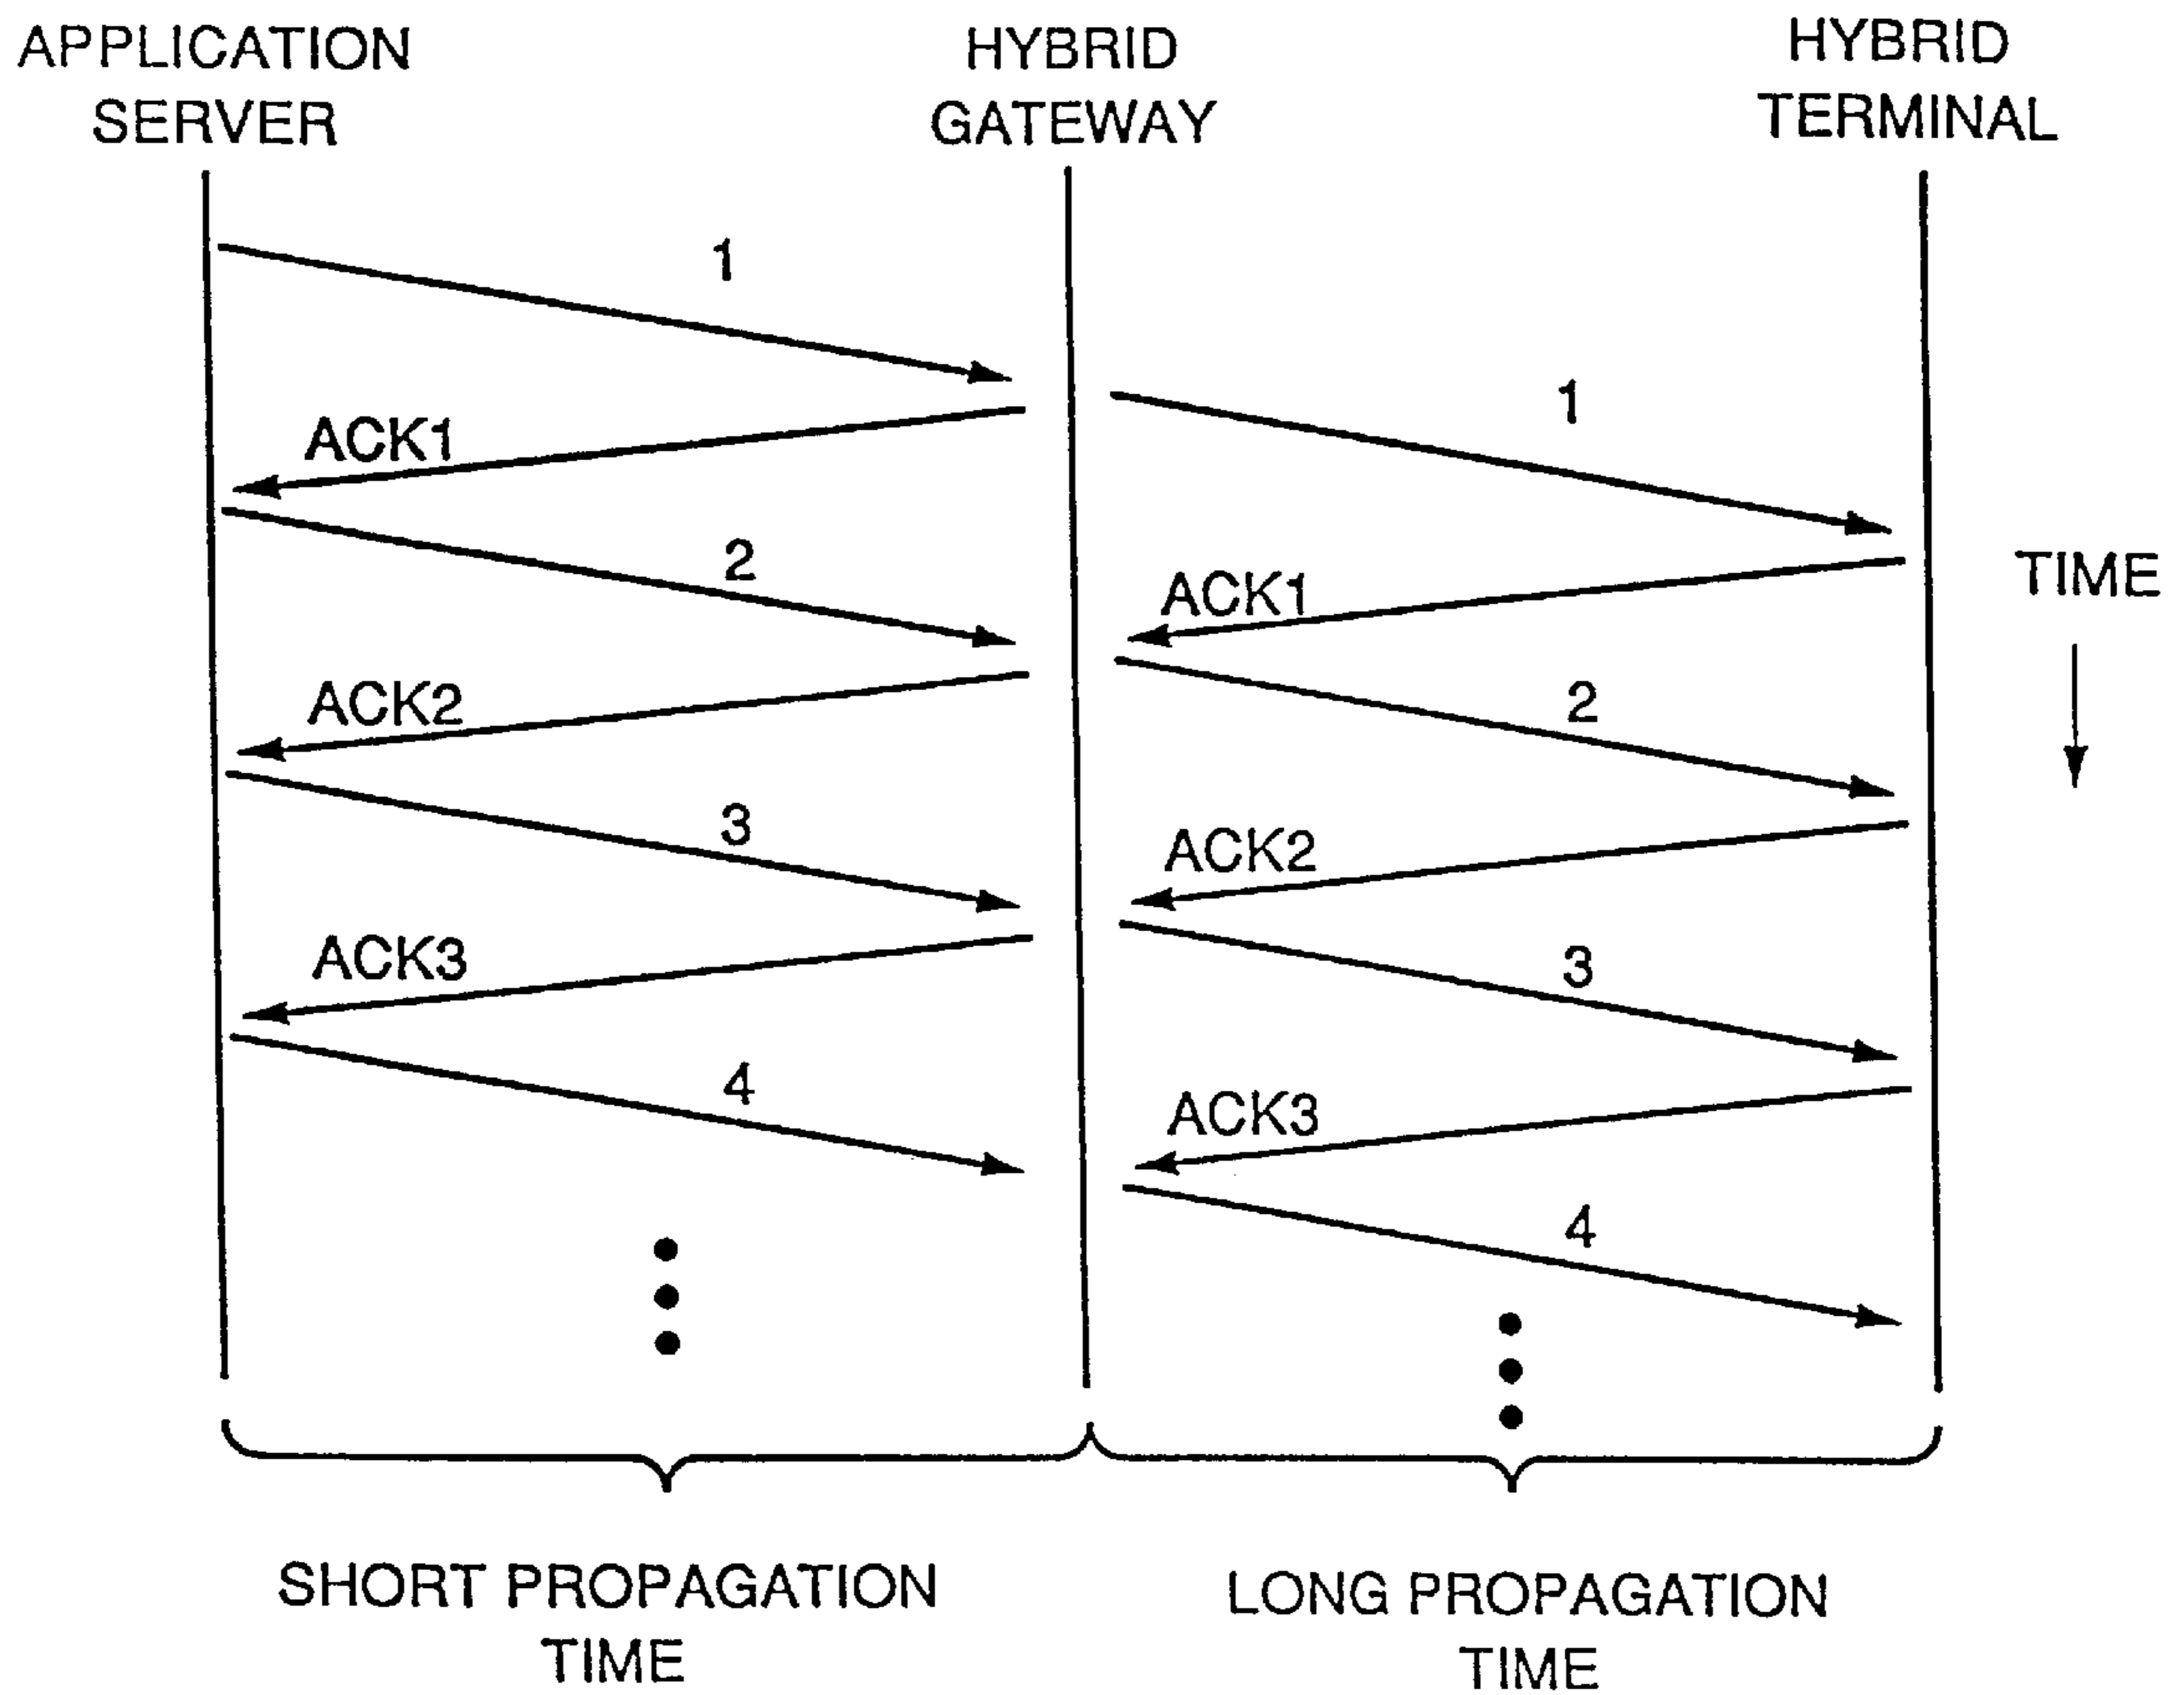 APPLICATION
SERVER
HYBRID
GATEWAY
HYBRID
TERMINAL
1
1
ACK1
2
ACK1
TIME
ACK2
2
3
ACK2
ACK3
3
4
ACK3
4
SHORT PROPAGATION
TIME
LONG PROPAGATION
TIME